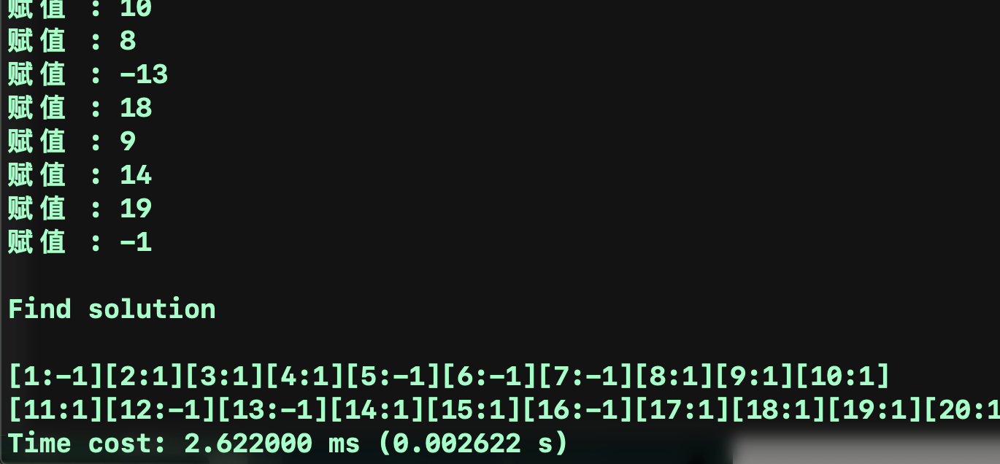 赋值 : 10
赋值 : 8
赋值 : -13
赋值 : 18
赋值 : 9
赋值 : 14
赋值 : 19
赋值 : -1
Find solution
[1:-1][2:1][3:1][4:1][5:-1][6:-1][7:-1][8:1][9:1][10:1]
[11:1][12:-1][13:-1][14:1][15:1][16:-1][17:1][18:1][19:1][20:1
Time cost: 2.622000 ms (0.002622 s)